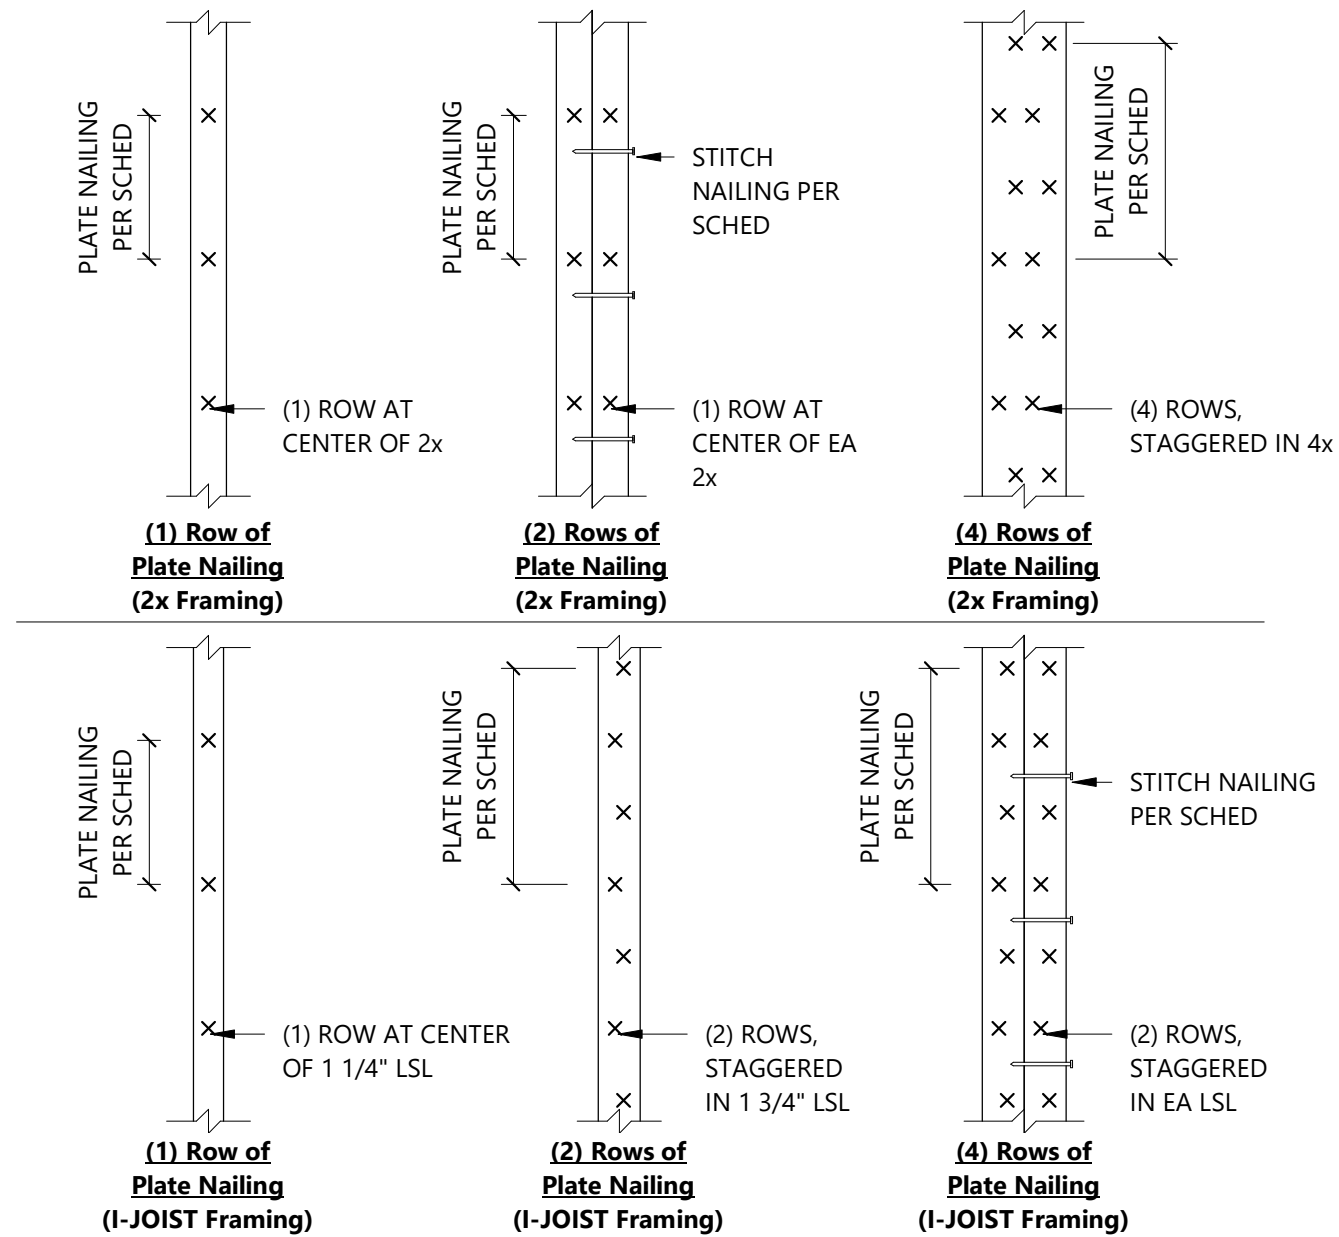 PLATE NAILING
PER SCHED
(1) ROW AT
CENTER OF 2x
(1) Row of
Plate Nailing
(2x Framing)
PLATE NAILING
PER SCHED
STITCH
NAILING PER
SCHED
(1) ROW AT
CENTER OF EA
2x
(2) Rows of
Plate Nailing
(2x Framing)
PLATE NAILING
PER SCHED
(4) ROWS,
STAGGERED IN 4x
(4) Rows of
Plate Nailing
(2x Framing)
PLATE NAILING
PER SCHED
(1) ROW AT CENTER
OF 1 1/4" LSL
(1) Row of
Plate Nailing
(I-JOIST Framing)
PLATE NAILING
PER SCHED
(2) ROWS,
STAGGERED
IN 1 3/4" LSL
(2) Rows of
Plate Nailing
(I-JOIST Framing)
PLATE NAILING
PER SCHED
STITCH NAILING
PER SCHED
(2) ROWS,
STAGGERED
IN EA LSL
(4) Rows of
Plate Nailing
(I-JOIST Framing)